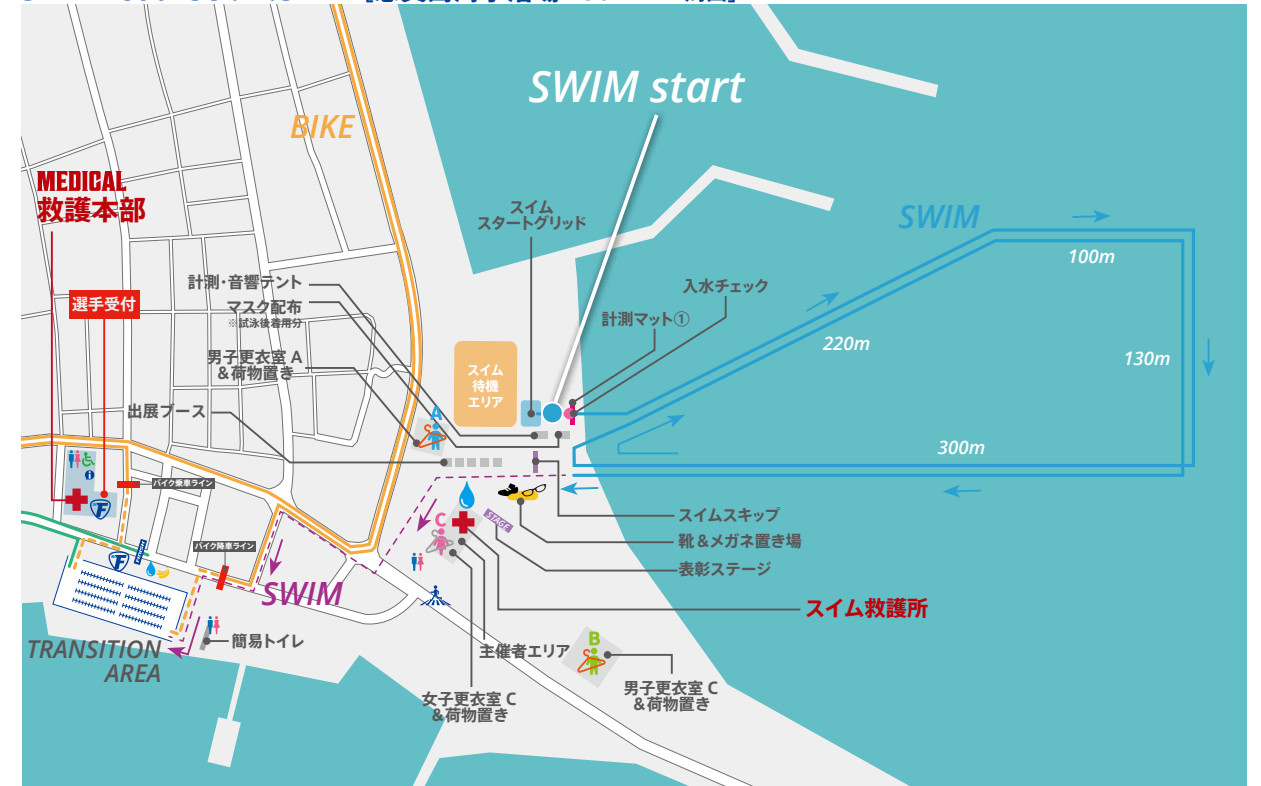 SWIM start
BIKE
MEDICAL
救護本部
スイム
スタートグリッド
SWIM
100m
計測・音響テント
入水チェック
選手受付
マスク配布
※試泳後着用分
計測マット①
220m
130m
男子更衣室 A
&荷物置き
スイム
待機
エリア
出展ブース
A
300m
バイク乗車ライン
スイムスキップ
C
STAGE
靴&メガネ置き場
バイク降車ライン
表彰ステージ
SWIM
スイム救護所
簡易トイレ
B
TRANSITION
AREA
主催者エリア
女子更衣室 C
&荷物置き
男子更衣室 C
&荷物置き